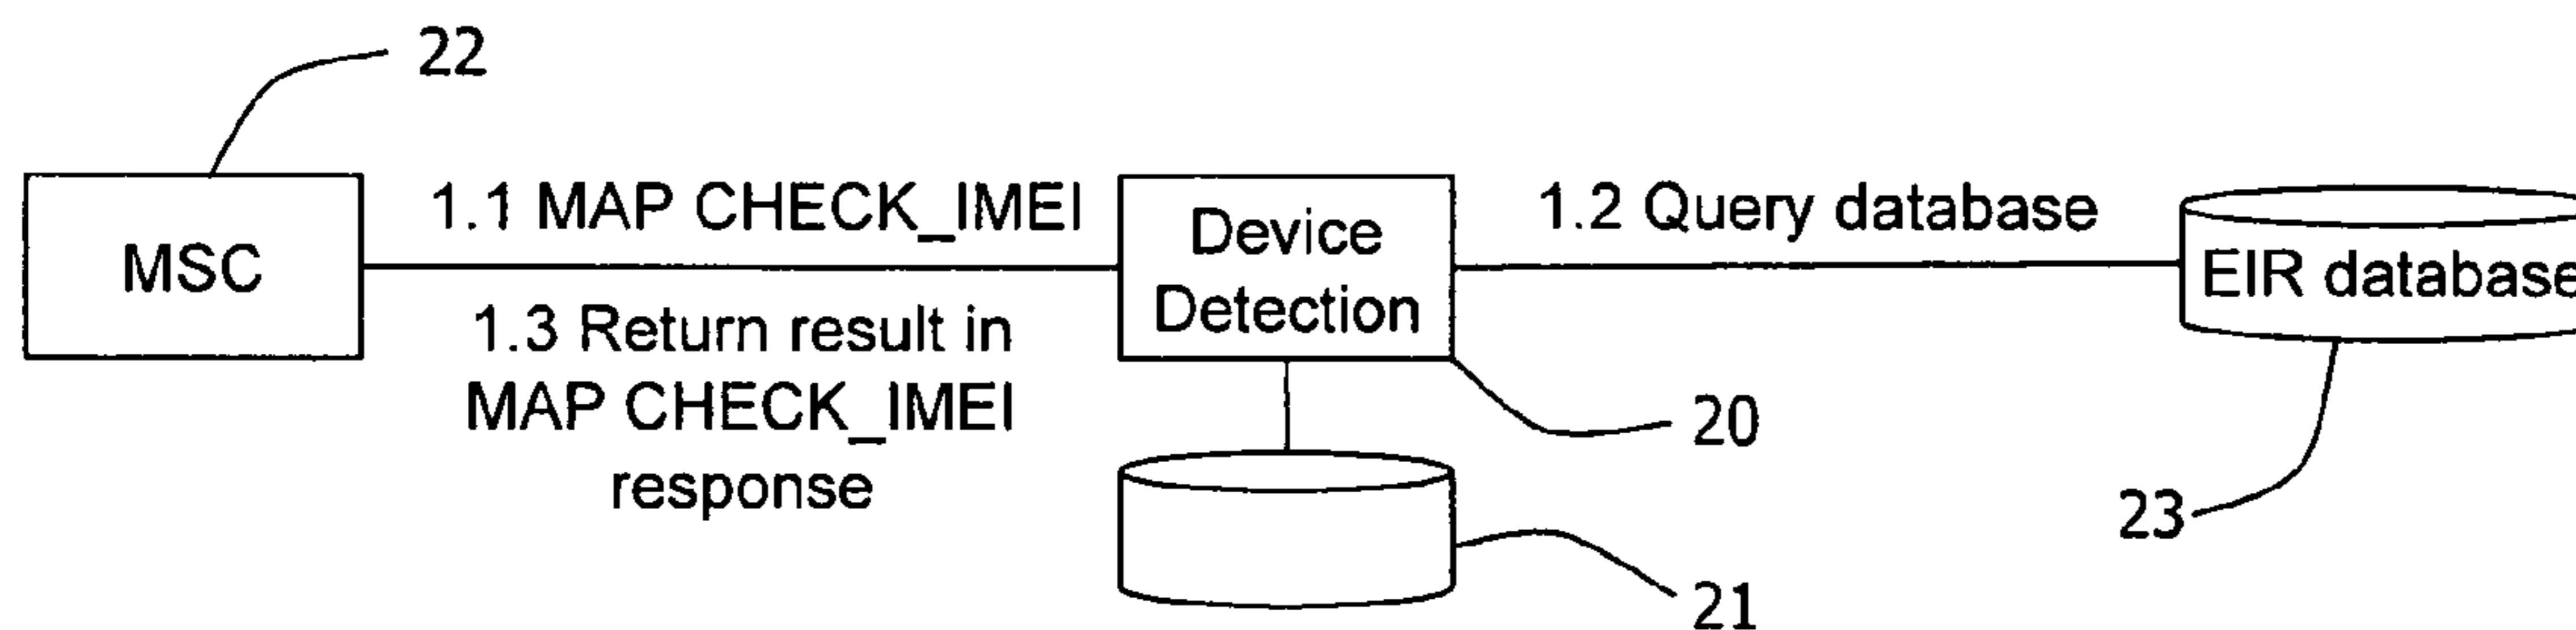 22
MSC
1.1 MAP CHECK_IMEI
1.3 Return result in
MAP CHECK_IMEI
response
Device
Detection
1.2 Query database
EIR database
20
21
23